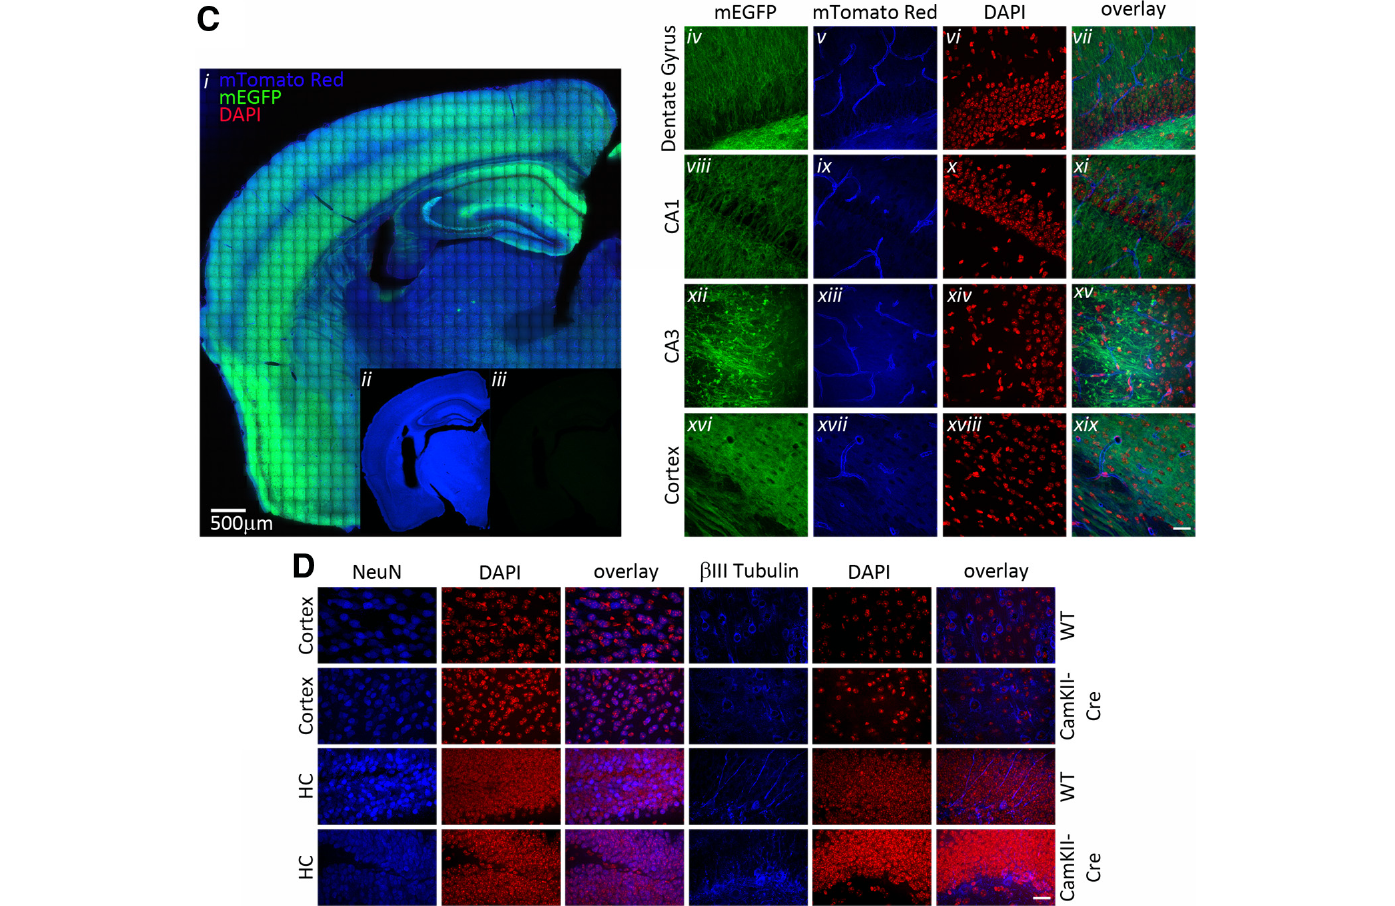 C
mEGFP mTomato Red DAPI overlay
i mTomato Red
mEGFP
DAPI
500µm
ii iii
Dentate Gyrus
iv v vi vii
CA1
viii ix x xi
CA3
xii xiii xiv xv
Cortex
xvi xvii xviii xix
D
NeuN DAPI overlay βIII Tubulin DAPI overlay
Cortex WT
Cortex CamKII-
Cre
HC WT
HC CamKII-
Cre